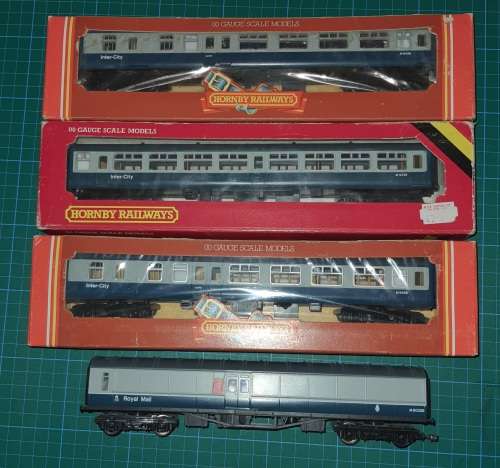 00 GAUGE SCALE MODELS
Inter-City
HORNBY RAILWAYS
00 GAUGE SCALE MODELS
Inter-City
HORNBY RAILWAYS
00 GAUGE SCALE MODELS
Inter-City
HORNBY RAILWAYS
Royal Mail